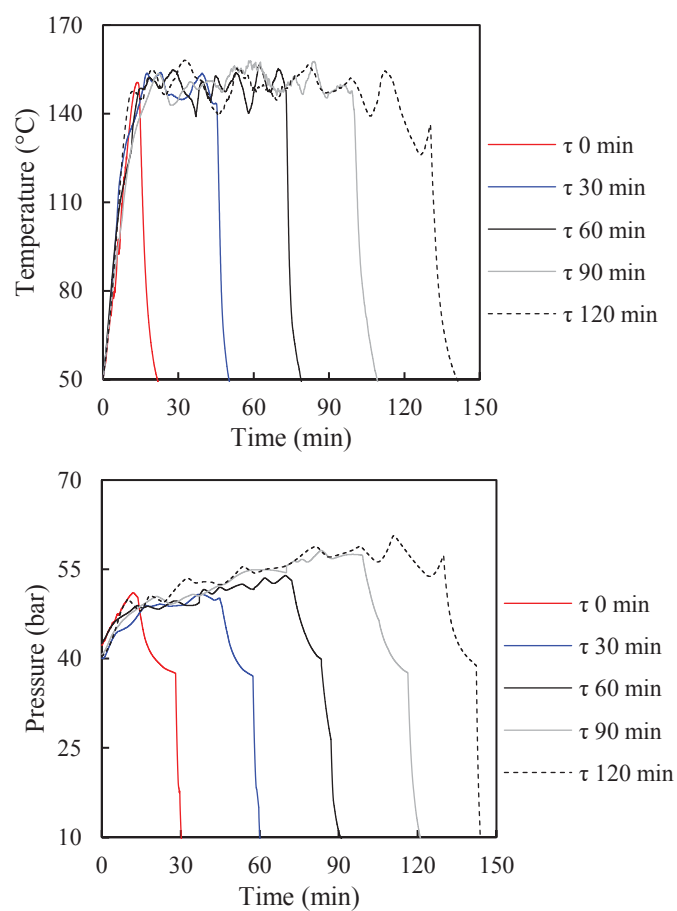 170
140
110
80
50
Temperature (°C)
0 30 60 90 120 150
Time (min)
τ 0 min
τ 30 min
τ 60 min
τ 90 min
τ 120 min
70
55
40
25
10
Pressure (bar)
0 30 60 90 120 150
Time (min)
τ 0 min
τ 30 min
τ 60 min
τ 90 min
τ 120 min